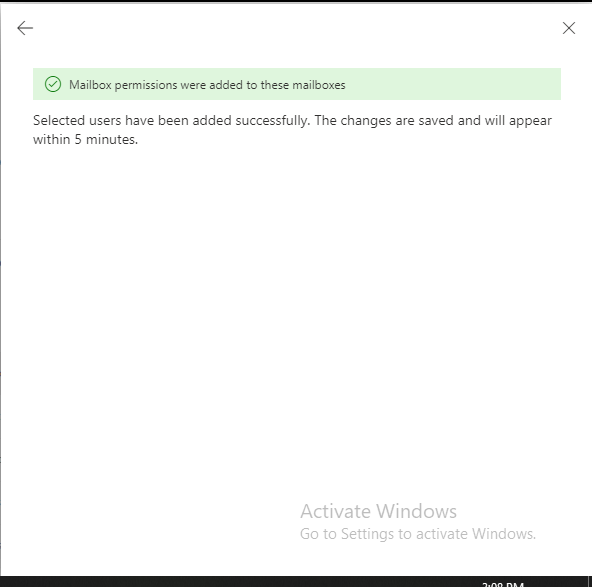 Mailbox permissions were added to these mailboxes
Selected users have been added successfully. The changes are saved and will appear
within 5 minutes.
Activate Windows
Go to Settings to activate Windows.